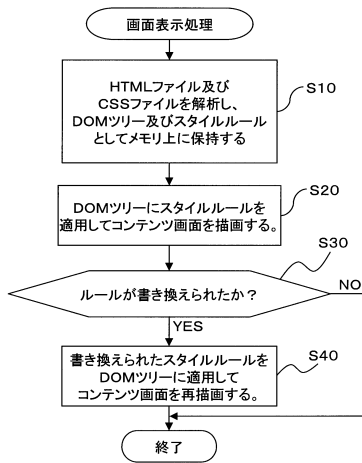 画面表示処理
HTMLファイル及び
CSSファイルを解析し、
DOMツリー及びスタイルルール
としてメモリ上に保持する
S10
DOMツリーにスタイルルールを
適用してコンテンツ画面を描画する。
S20
ルールが書き換えられたか？
S30
NO
YES
書き換えられたスタイルルールを
DOMツリーに適用して
コンテンツ画面を再描画する。
S40
終了